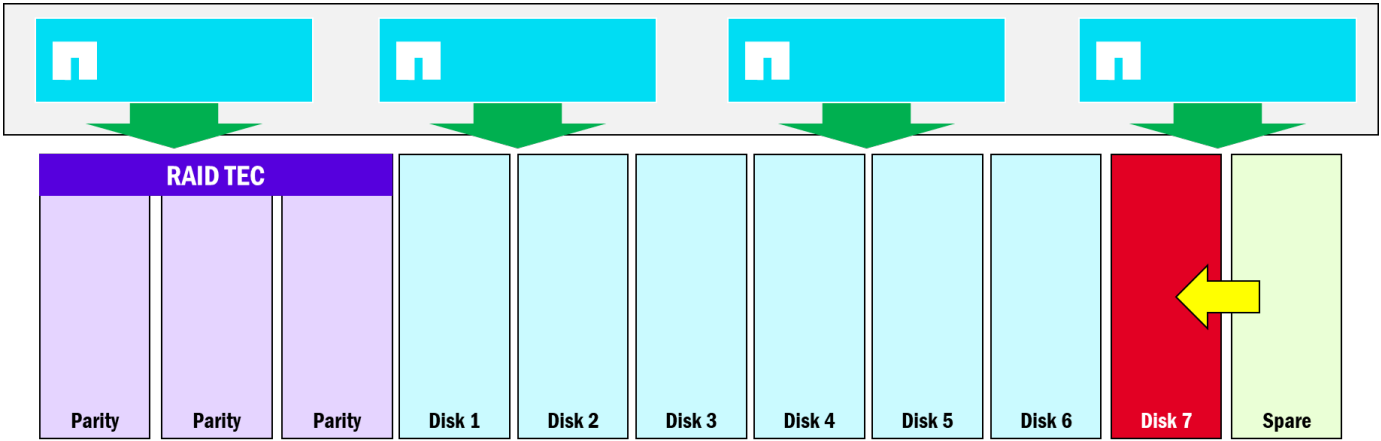 RAID TEC
Parity
Parity
Parity
Disk 1
Disk 2
Disk 3
Disk 4
Disk 5
Disk 6
Disk 7
Spare